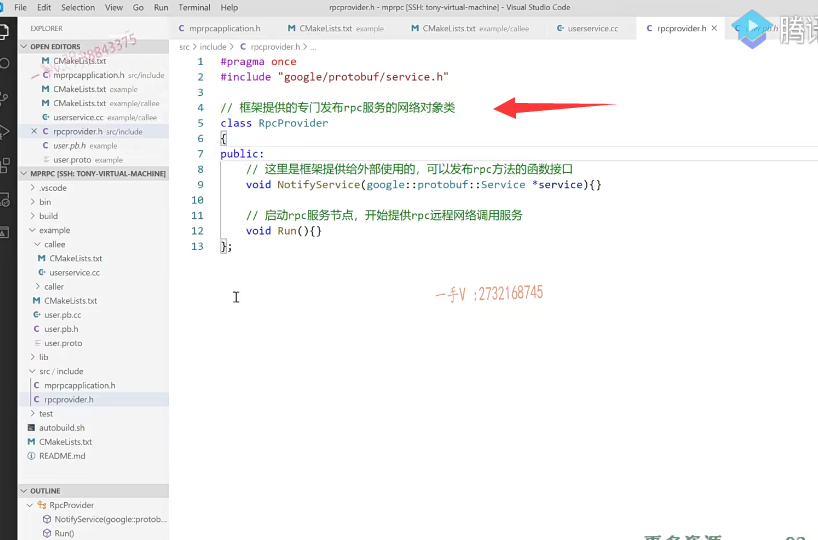 File Edit Selection View Go Run Terminal Help rpcprovider.h - mprpc [SSH: tony-virtual-machine] - Visual Studio Code
EXPLORER
OPEN EDITORS
CMakeLists.txt
mprpcapplication.h src/include
CMakeLists.txt example
CMakeLists.txt example/callee
userservice.cc example/callee
rpcprovider.h src/include
user.pb.h example
user.proto example
MPRPC [SSH: TONY-VIRTUAL-MACHINE]
.vscode
bin
build
example
callee
CMakeLists.txt
userservice.cc
caller
CMakeLists.txt
user.pb.cc
user.pb.h
user.proto
lib
src / include
mprpcapplication.h
rpcprovider.h
test
autobuild.sh
CMakeLists.txt
README.md
OUTLINE
RpcProvider
NotifyService(google::protob...
Run()
mprpcapplication.h CMakeLists.txt example CMakeLists.txt example/callee userservice.cc rpcprovider.h
src > include > rpcprovider.h > ...
1 #pragma once
2 #include "google/protobuf/service.h"
3
4 // 框架提供的专门发布rpc服务的网络对象类
5 class RpcProvider
6 {
7 public:
8 // 这里是框架提供给外部使用的，可以发布rpc方法的函数接口
9 void NotifyService(google::protobuf::Service *service){}
10
11 // 启动rpc服务节点，开始提供rpc远程网络调用服务
12 void Run(){}
13 };
一手V :2732168745
腾讯